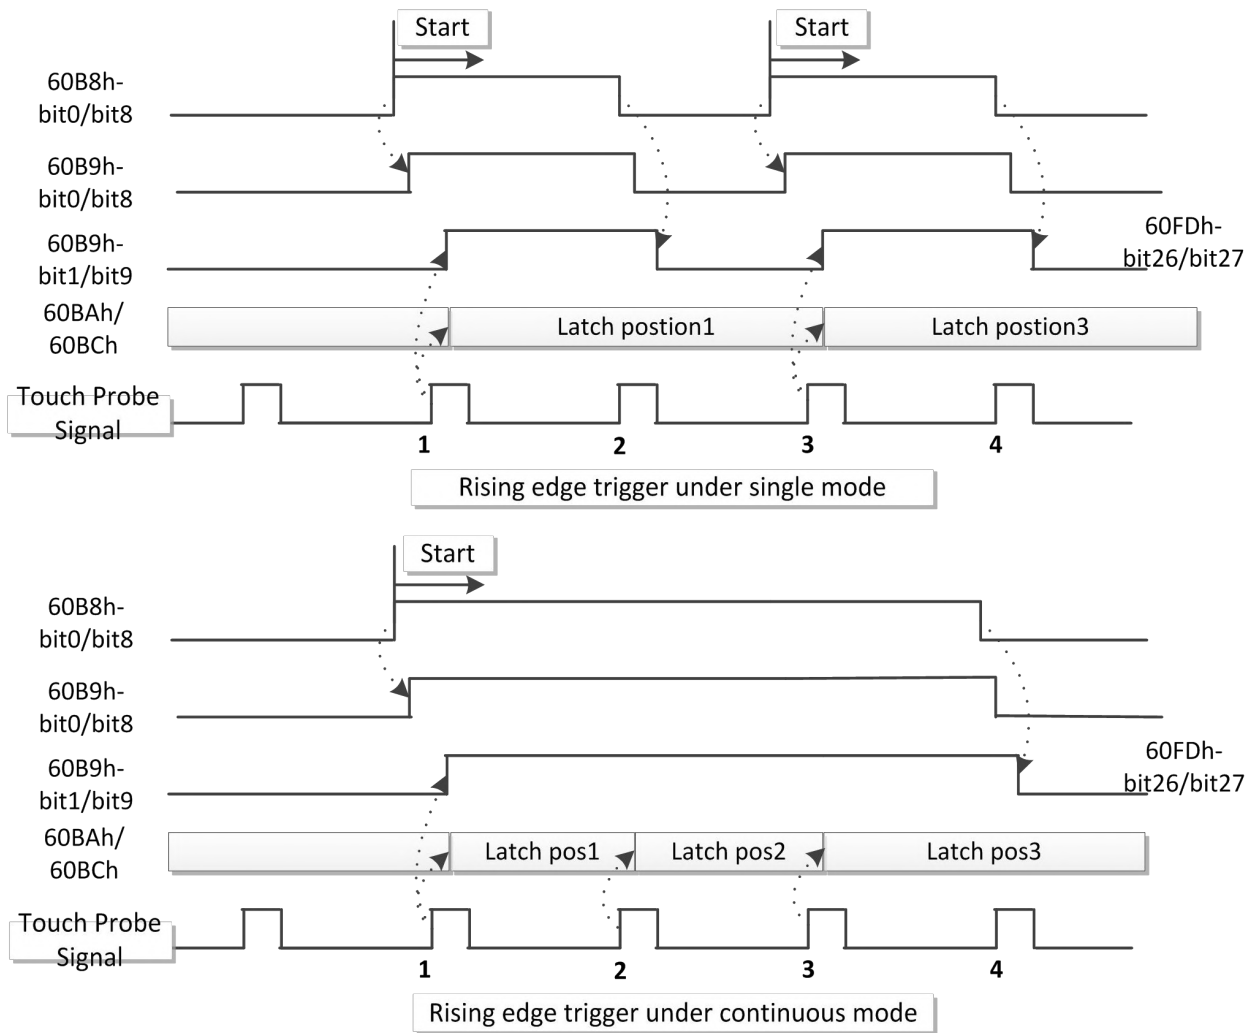 Start
Start
60B8h-
bit0/bit8
60B9h-
bit0/bit8
60B9h-
bit1/bit9
60FDh-
bit26/bit27
60BAh/
60BCh
Latch postion1
Latch postion3
Touch Probe
Signal
1
2
3
4
Rising edge trigger under single mode
Start
60B8h-
bit0/bit8
60B9h-
bit0/bit8
60B9h-
bit1/bit9
60FDh-
bit26/bit27
60BAh/
60BCh
Latch pos1
Latch pos2
Latch pos3
Touch Probe
Signal
1
2
3
4
Rising edge trigger under continuous mode